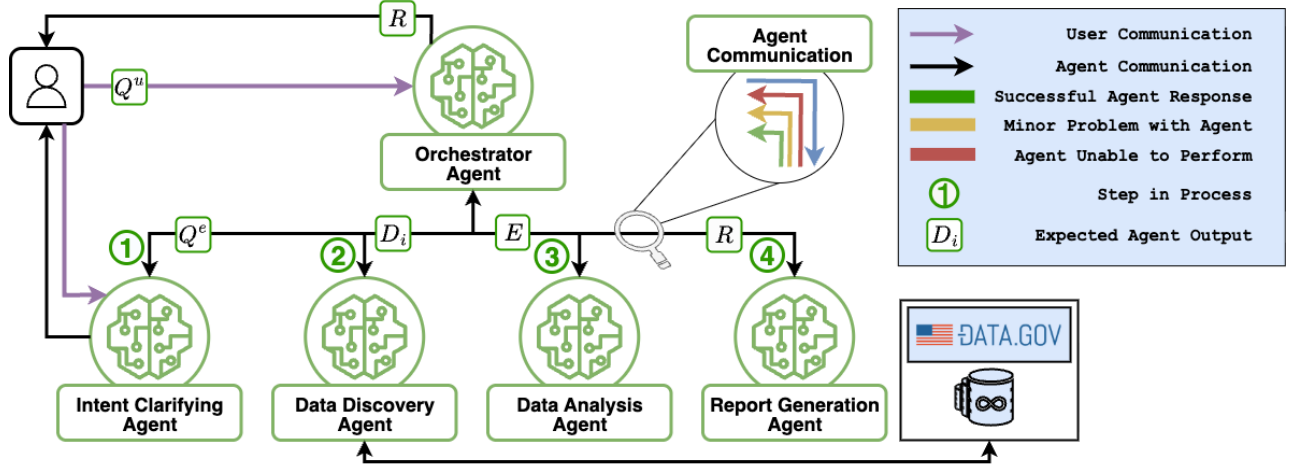 R
Q^u
Orchestrator
Agent
Agent
Communication
User Communication
Agent Communication
Successful Agent Response
Minor Problem with Agent
Agent Unable to Perform
1
Step in Process
D_i
Expected Agent Output
1
Q^e
2
D_i
E
3
R
4
Intent Clarifying
Agent
Data Discovery
Agent
Data Analysis
Agent
Report Generation
Agent
DATA.GOV